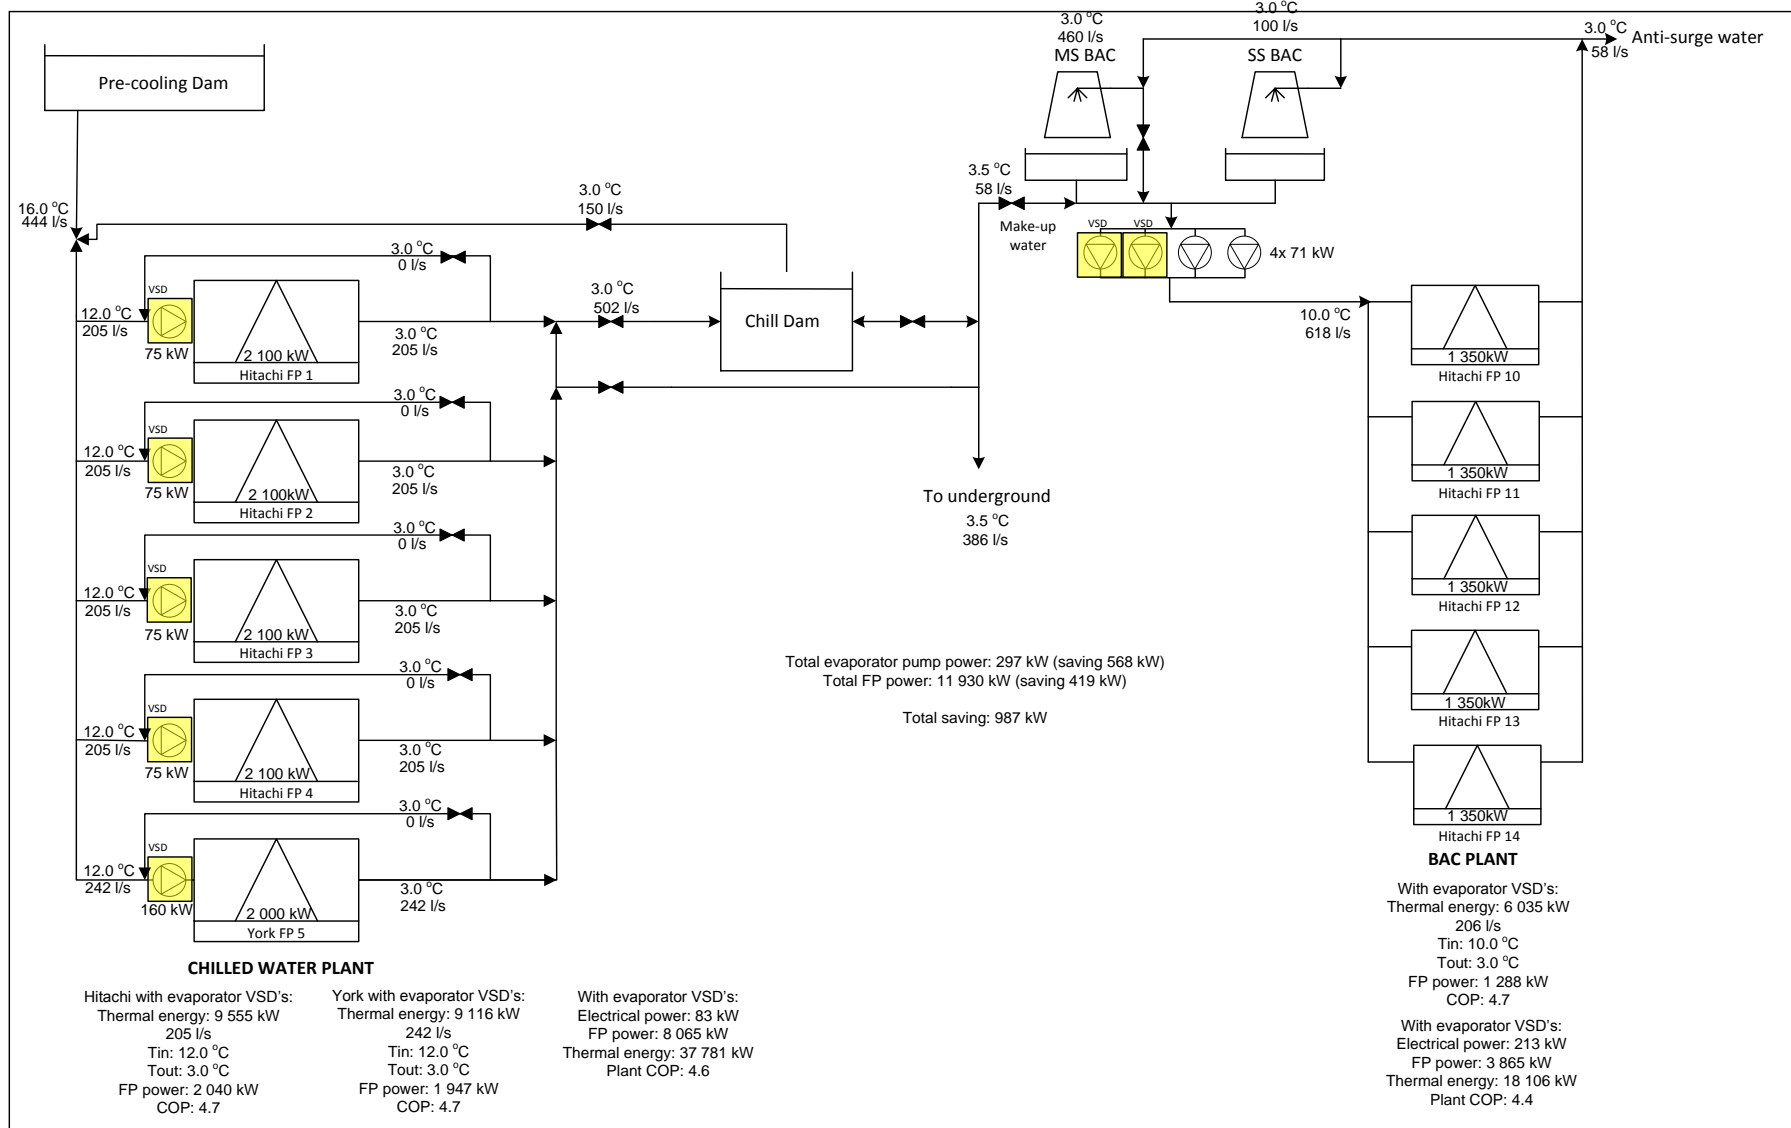 Pre-cooling Dam
16.0 °C
444 l/s
3.0 °C
150 l/s
3.0 °C
0 l/s
VSD
12.0 °C
205 l/s
75 kW
2 100 kW
Hitachi FP 1
3.0 °C
205 l/s
3.0 °C
0 l/s
VSD
12.0 °C
205 l/s
75 kW
2 100kW
Hitachi FP 2
3.0 °C
205 l/s
3.0 °C
0 l/s
VSD
12.0 °C
205 l/s
75 kW
2 100 kW
Hitachi FP 3
3.0 °C
205 l/s
3.0 °C
0 l/s
VSD
12.0 °C
205 l/s
75 kW
2 100 kW
Hitachi FP 4
3.0 °C
205 l/s
3.0 °C
0 l/s
VSD
12.0 °C
242 l/s
160 kW
2 000 kW
York FP 5
3.0 °C
242 l/s
CHILLED WATER PLANT
Hitachi with evaporator VSD's:
Thermal energy: 9 555 kW
205 l/s
Tin: 12.0 °C
Tout: 3.0 °C
FP power: 2 040 kW
COP: 4.7
York with evaporator VSD's:
Thermal energy: 9 116 kW
242 l/s
Tin: 12.0 °C
Tout: 3.0 °C
FP power: 1 947 kW
COP: 4.7
With evaporator VSD's:
Electrical power: 83 kW
FP power: 8 065 kW
Thermal energy: 37 781 kW
Plant COP: 4.6
3.0 °C
502 l/s
Chill Dam
To underground
3.5 °C
386 l/s
Total evaporator pump power: 297 kW (saving 568 kW)
Total FP power: 11 930 kW (saving 419 kW)
Total saving: 987 kW
3.0 °C
460 l/s
MS BAC
3.0 °C
100 l/s
SS BAC
3.0 °C
58 l/s
Anti-surge water
3.5 °C
58 l/s
Make-up
water
VSD
VSD
4x 71 kW
10.0 °C
618 l/s
1 350kW
Hitachi FP 10
1 350kW
Hitachi FP 11
1 350kW
Hitachi FP 12
1 350kW
Hitachi FP 13
1 350kW
Hitachi FP 14
BAC PLANT
With evaporator VSD's:
Thermal energy: 6 035 kW
206 l/s
Tin: 10.0 °C
Tout: 3.0 °C
FP power: 1 288 kW
COP: 4.7
With evaporator VSD's:
Electrical power: 213 kW
FP power: 3 865 kW
Thermal energy: 18 106 kW
Plant COP: 4.4